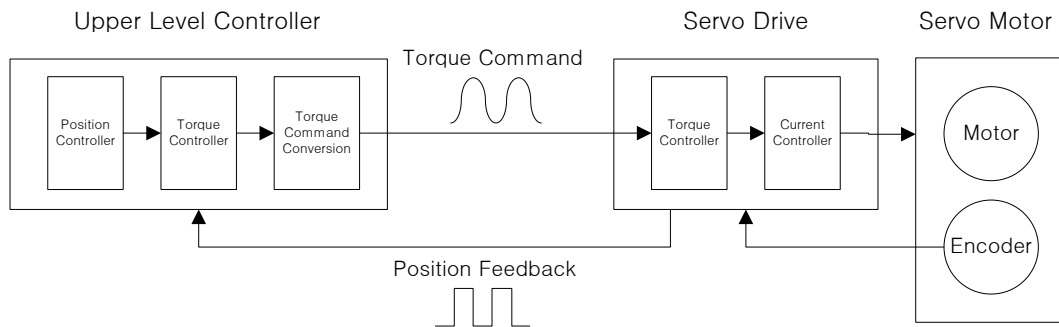 Upper Level Controller
Servo Drive
Servo Motor
Torque Command
Position
Controller
Torque
Controller
Torque
Command
Conversion
Torque
Controller
Current
Controller
Motor
Encoder
Position Feedback